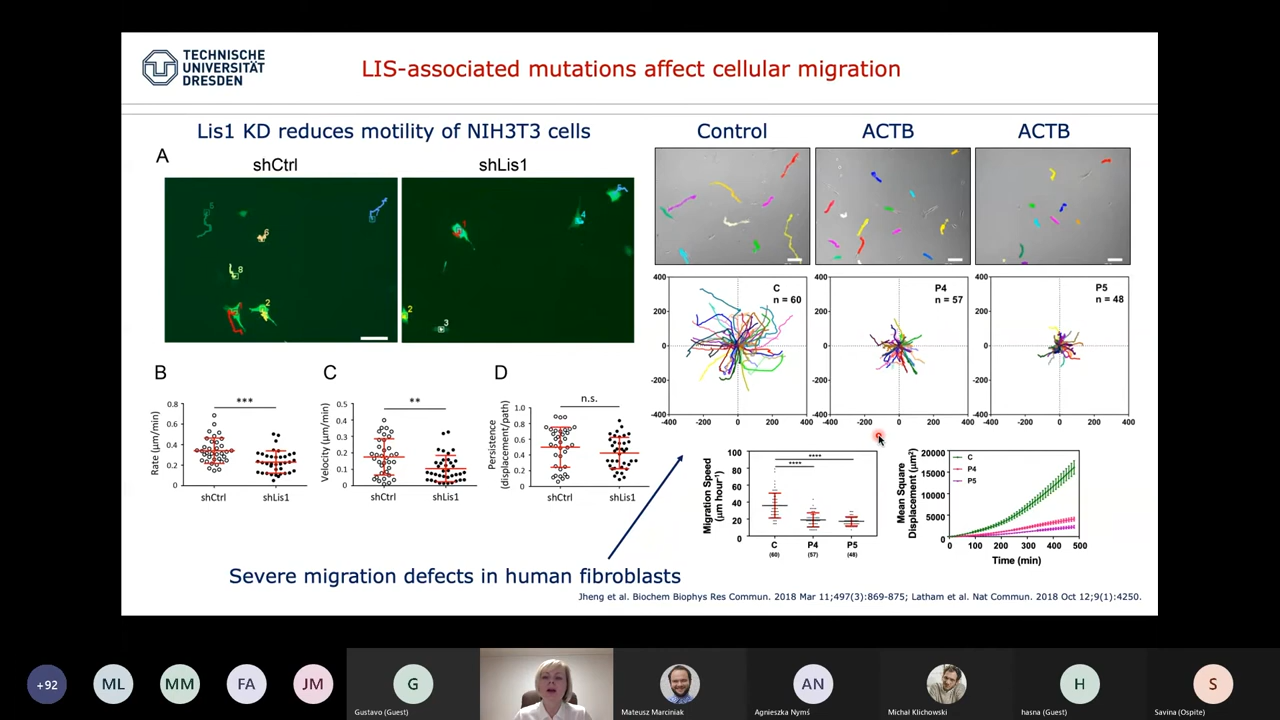 TECHNISCHE
UNIVERSITÄT
DRESDEN
LIS-associated mutations affect cellular migration
Lis1 KD reduces motility of NIH3T3 cells
Control
ACTB
ACTB
A
shCtrl
shLis1
5
6
8
2
1
4
2
3
400
200
0
-200
-400
-400
-200
0
200
400
C
n = 60
400
200
0
-200
-400
-400
-200
0
200
400
P4
n = 57
400
200
0
-200
-400
-400
-200
0
200
400
P5
n = 48
B
***
Rate (µm/min)
0.8
0.6
0.4
0.2
0
shCtrl
shLis1
C
**
Velocity (µm/min)
0.5
0.4
0.3
0.2
0.1
0
shCtrl
shLis1
D
n.s.
Persistence
(displacement/path)
1.0
0.8
0.6
0.4
0.2
0
shCtrl
shLis1
Migration Speed
(µm hour⁻¹)
100
80
60
40
20
0
****
****
C
P4
P5
(60)
(57)
(48)
Mean Square
Displacement (µm²)
20000
15000
10000
5000
0
C
P4
P5
0
100
200
300
400
500
Time (min)
Severe migration defects in human fibroblasts
Jheng et al. Biochem Biophys Res Commun. 2018 Mar 11;497(3):869-875; Latham et al. Nat Commun. 2018 Oct 12;9(1):4250.
+92
ML
MM
FA
JM
G
Gustavo (Guest)
Mateusz Marciniak
AN
Agnieszka Nymś
Michał Klichowski
H
hasna (Guest)
S
Savina (Ospite)